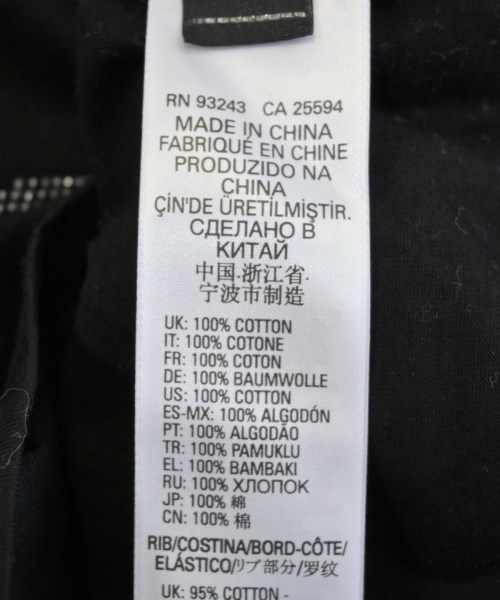 RN 93243 CA 25594
MADE IN CHINA
FABRIQUÉ EN CHINE
PRODUZIDO NA
CHINA
ÇİN'DE ÜRETİLMİŞTİR.
СДЕЛАНО В
КИТАЙ
中国.浙江省.
宁波市制造
UK: 100% COTTON
IT: 100% COTONE
FR: 100% COTON
DE: 100% BAUMWOLLE
US: 100% COTTON
ES-MX: 100% ALGODÓN
PT: 100% ALGODÃO
TR: 100% PAMUKLU
EL: 100% BAMBAKI
RU: 100% ХЛОПОК
JP: 100% 綿
CN: 100% 棉
RIB/COSTINA/BORD-CÔTE/
ELÁSTICO/リブ部分/罗纹
UK: 95% COTTON -